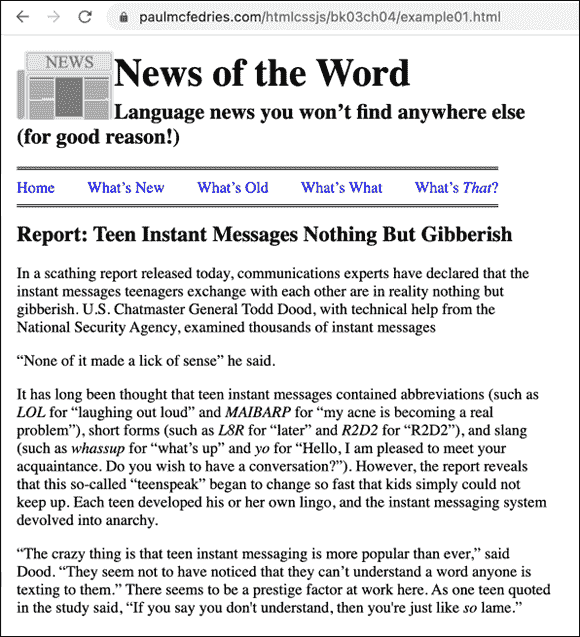 paulmcfedries.com/htmlcssjs/bk03ch04/example01.html
NEWS
News of the Word
Language news you won’t find anywhere else
(for good reason!)
Home What’s New What’s Old What’s What What’s That?
Report: Teen Instant Messages Nothing But Gibberish
In a scathing report released today, communications experts have declared that the
instant messages teenagers exchange with each other are in reality nothing but
gibberish. U.S. Chatmaster General Todd Dood, with technical help from the
National Security Agency, examined thousands of instant messages
“None of it made a lick of sense” he said.
It has long been thought that teen instant messages contained abbreviations (such as
LOL for “laughing out loud” and MAIBARP for “my acne is becoming a real
problem”), short forms (such as L8R for “later” and R2D2 for “R2D2”), and slang
(such as whassup for “what’s up” and yo for “Hello, I am pleased to meet your
acquaintance. Do you wish to have a conversation?”). However, the report reveals
that this so-called “teenspeak” began to change so fast that kids simply could not
keep up. Each teen developed his or her own lingo, and the instant messaging system
devolved into anarchy.
“The crazy thing is that teen instant messaging is more popular than ever,” said
Dood. “They seem not to have noticed that they can’t understand a word anyone is
texting to them.” There seems to be a prestige factor at work here. As one teen quoted
in the study said, “If you say you don't understand, then you're just like so lame.”